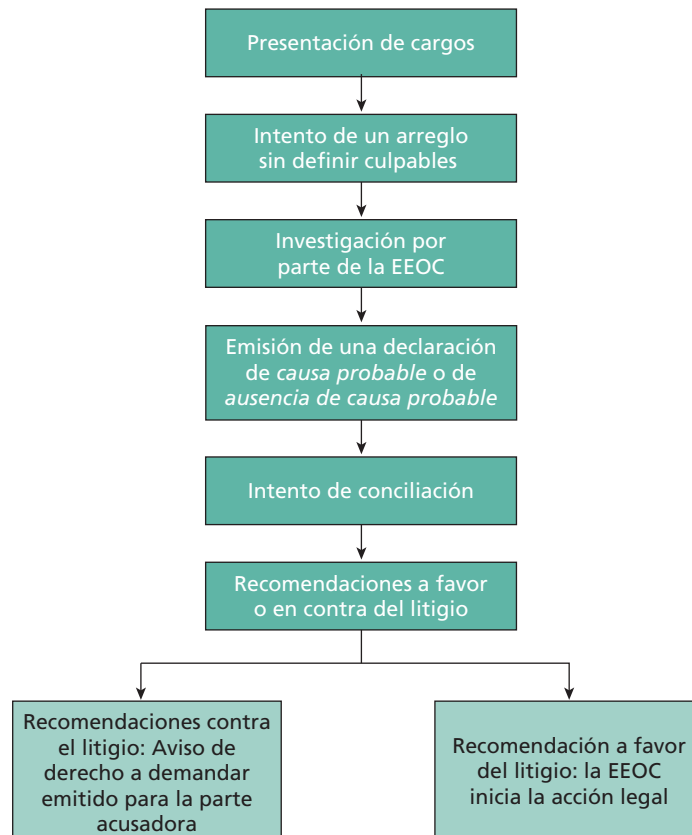 Presentación de cargos
Intento de un arreglo
sin definir culpables
Investigación por
parte de la EEOC
Emisión de una declaración
de causa probable o de
ausencia de causa probable
Intento de conciliación
Recomendaciones a favor
o en contra del litigio
Recomendaciones contra
el litigio: Aviso de
derecho a demandar
emitido para la parte
acusadora
Recomendación a favor
del litigio: la EEOC
inicia la acción legal